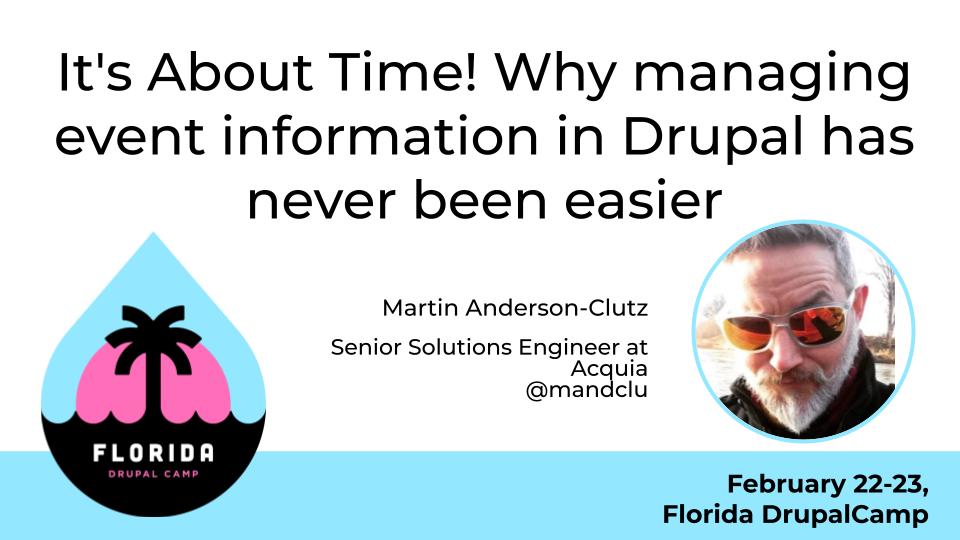 It's About Time! Why managing
event information in Drupal has
never been easier
Martin Anderson-Clutz
Senior Solutions Engineer at
Acquia
@mandclu
FLORIDA
DRUPAL CAMP
February 22-23,
Florida DrupalCamp